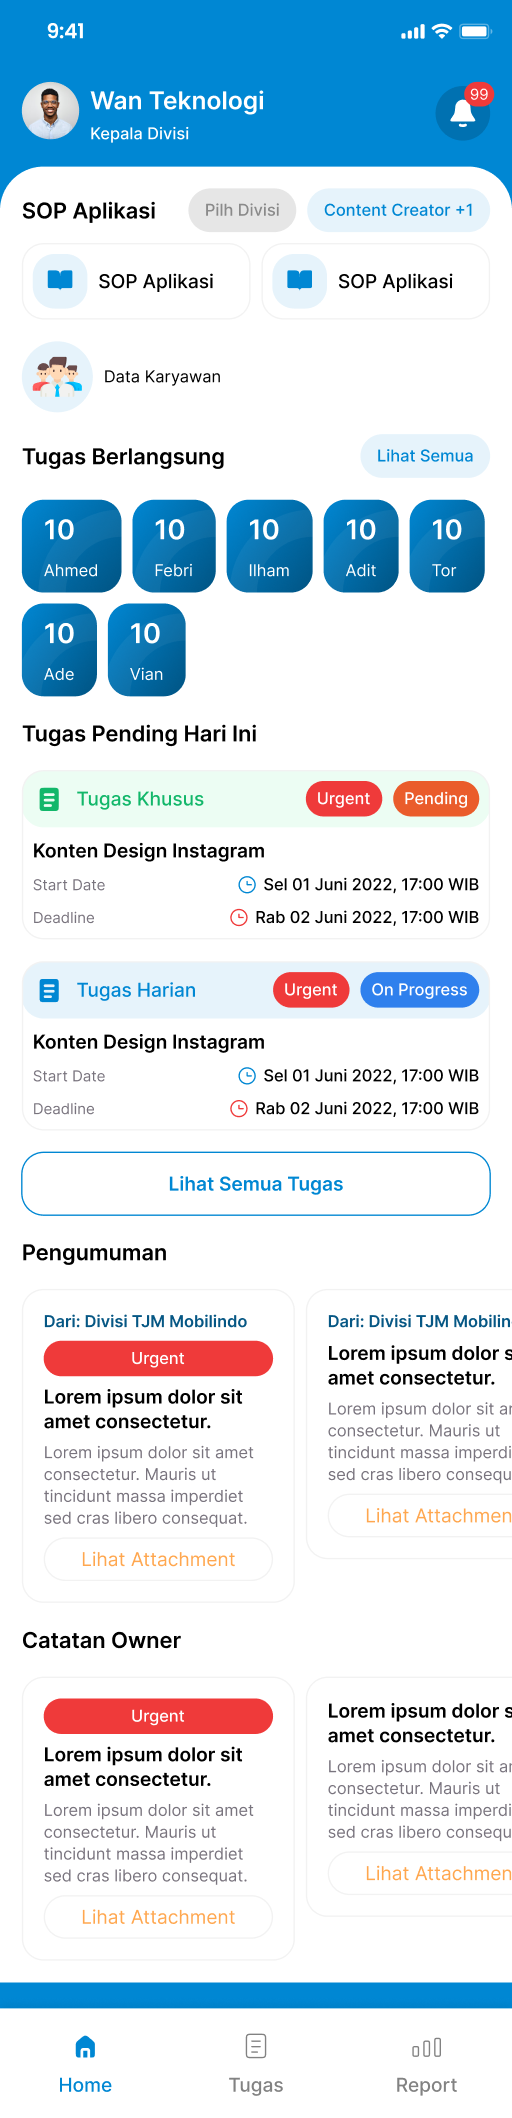 9:41
Wan Teknologi
Kepala Divisi
99
SOP Aplikasi
Pilh Divisi
Content Creator +1
SOP Aplikasi
SOP Aplikasi
Data Karyawan
Tugas Berlangsung
Lihat Semua
10
Ahmed
10
Febri
10
Ilham
10
Adit
10
Tor
10
Ade
10
Vian
Tugas Pending Hari Ini
Tugas Khusus
Urgent
Pending
Konten Design Instagram
Start Date
Sel 01 Juni 2022, 17:00 WIB
Deadline
Rab 02 Juni 2022, 17:00 WIB
Tugas Harian
Urgent
On Progress
Konten Design Instagram
Start Date
Sel 01 Juni 2022, 17:00 WIB
Deadline
Rab 02 Juni 2022, 17:00 WIB
Lihat Semua Tugas
Pengumuman
Dari: Divisi TJM Mobilindo
Urgent
Lorem ipsum dolor sit
amet consectetur.
Lorem ipsum dolor sit amet
consectetur. Mauris ut
tincidunt massa imperdiet
sed cras libero consequat.
Lihat Attachment
Dari: Divisi TJM Mobilin
Lorem ipsum dolor s
amet consectetur.
Lorem ipsum dolor sit ar
consectetur. Mauris ut
tincidunt massa imperdi
sed cras libero consequ
Lihat Attachmen
Catatan Owner
Urgent
Lorem ipsum dolor sit
amet consectetur.
Lorem ipsum dolor sit amet
consectetur. Mauris ut
tincidunt massa imperdiet
sed cras libero consequat.
Lihat Attachment
Lorem ipsum dolor s
amet consectetur.
Lorem ipsum dolor sit ar
consectetur. Mauris ut
tincidunt massa imperdi
sed cras libero consequ
Lihat Attachmen
Home
Tugas
Report